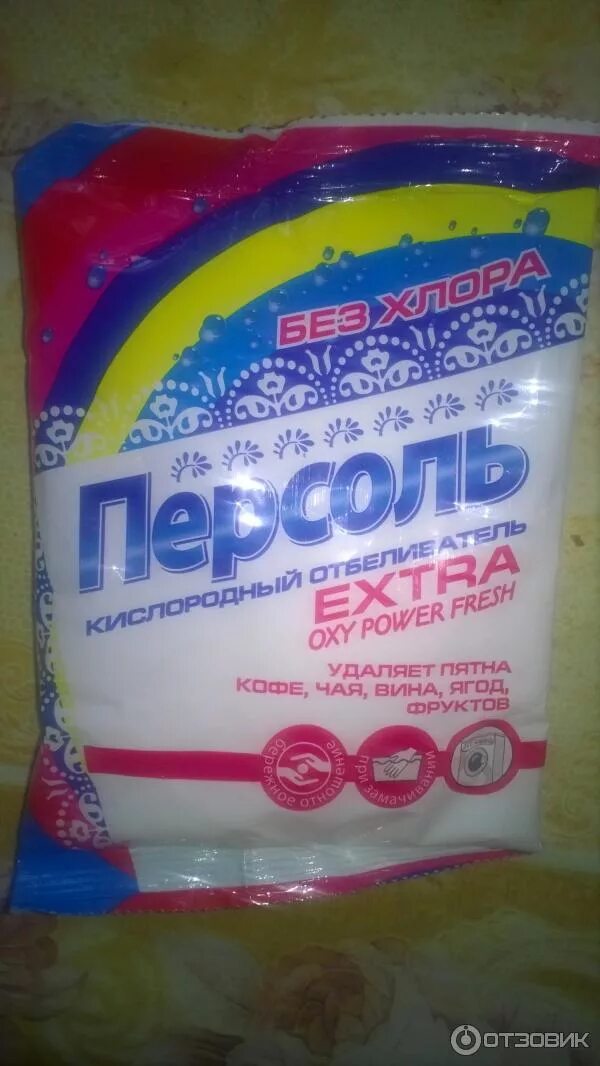 БЕЗ ХЛОРА
Персоль
КИСЛОРОДНЫЙ ОТБЕЛИВАТЕЛЬ
EXTRA
OXY POWER FRESH
УДАЛЯЕТ ПЯТНА
КОФЕ, ЧАЯ, ВИНА, ЯГОД,
ФРУКТОВ
бережное отношение
при замачивании
ОТЗОВИК